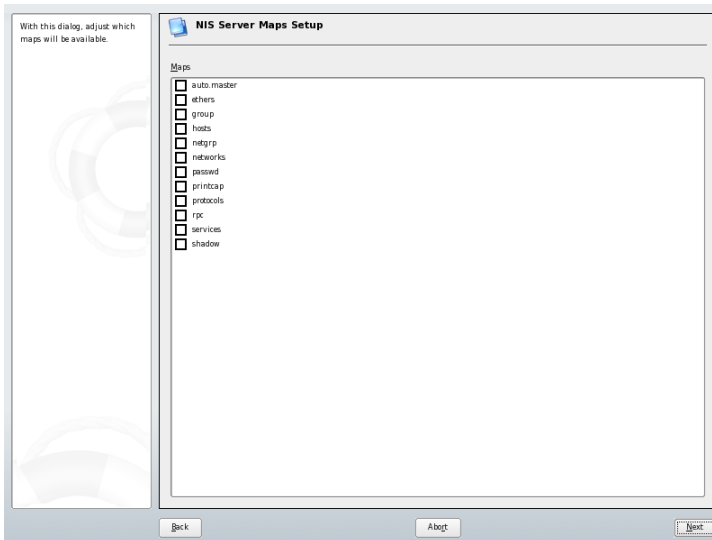 With this dialog, adjust which
maps will be available.
NIS Server Maps Setup
Maps
auto.master
ethers
group
hosts
netgrp
networks
passwd
printcap
protocols
rpc
services
shadow
Back
Abort
Next